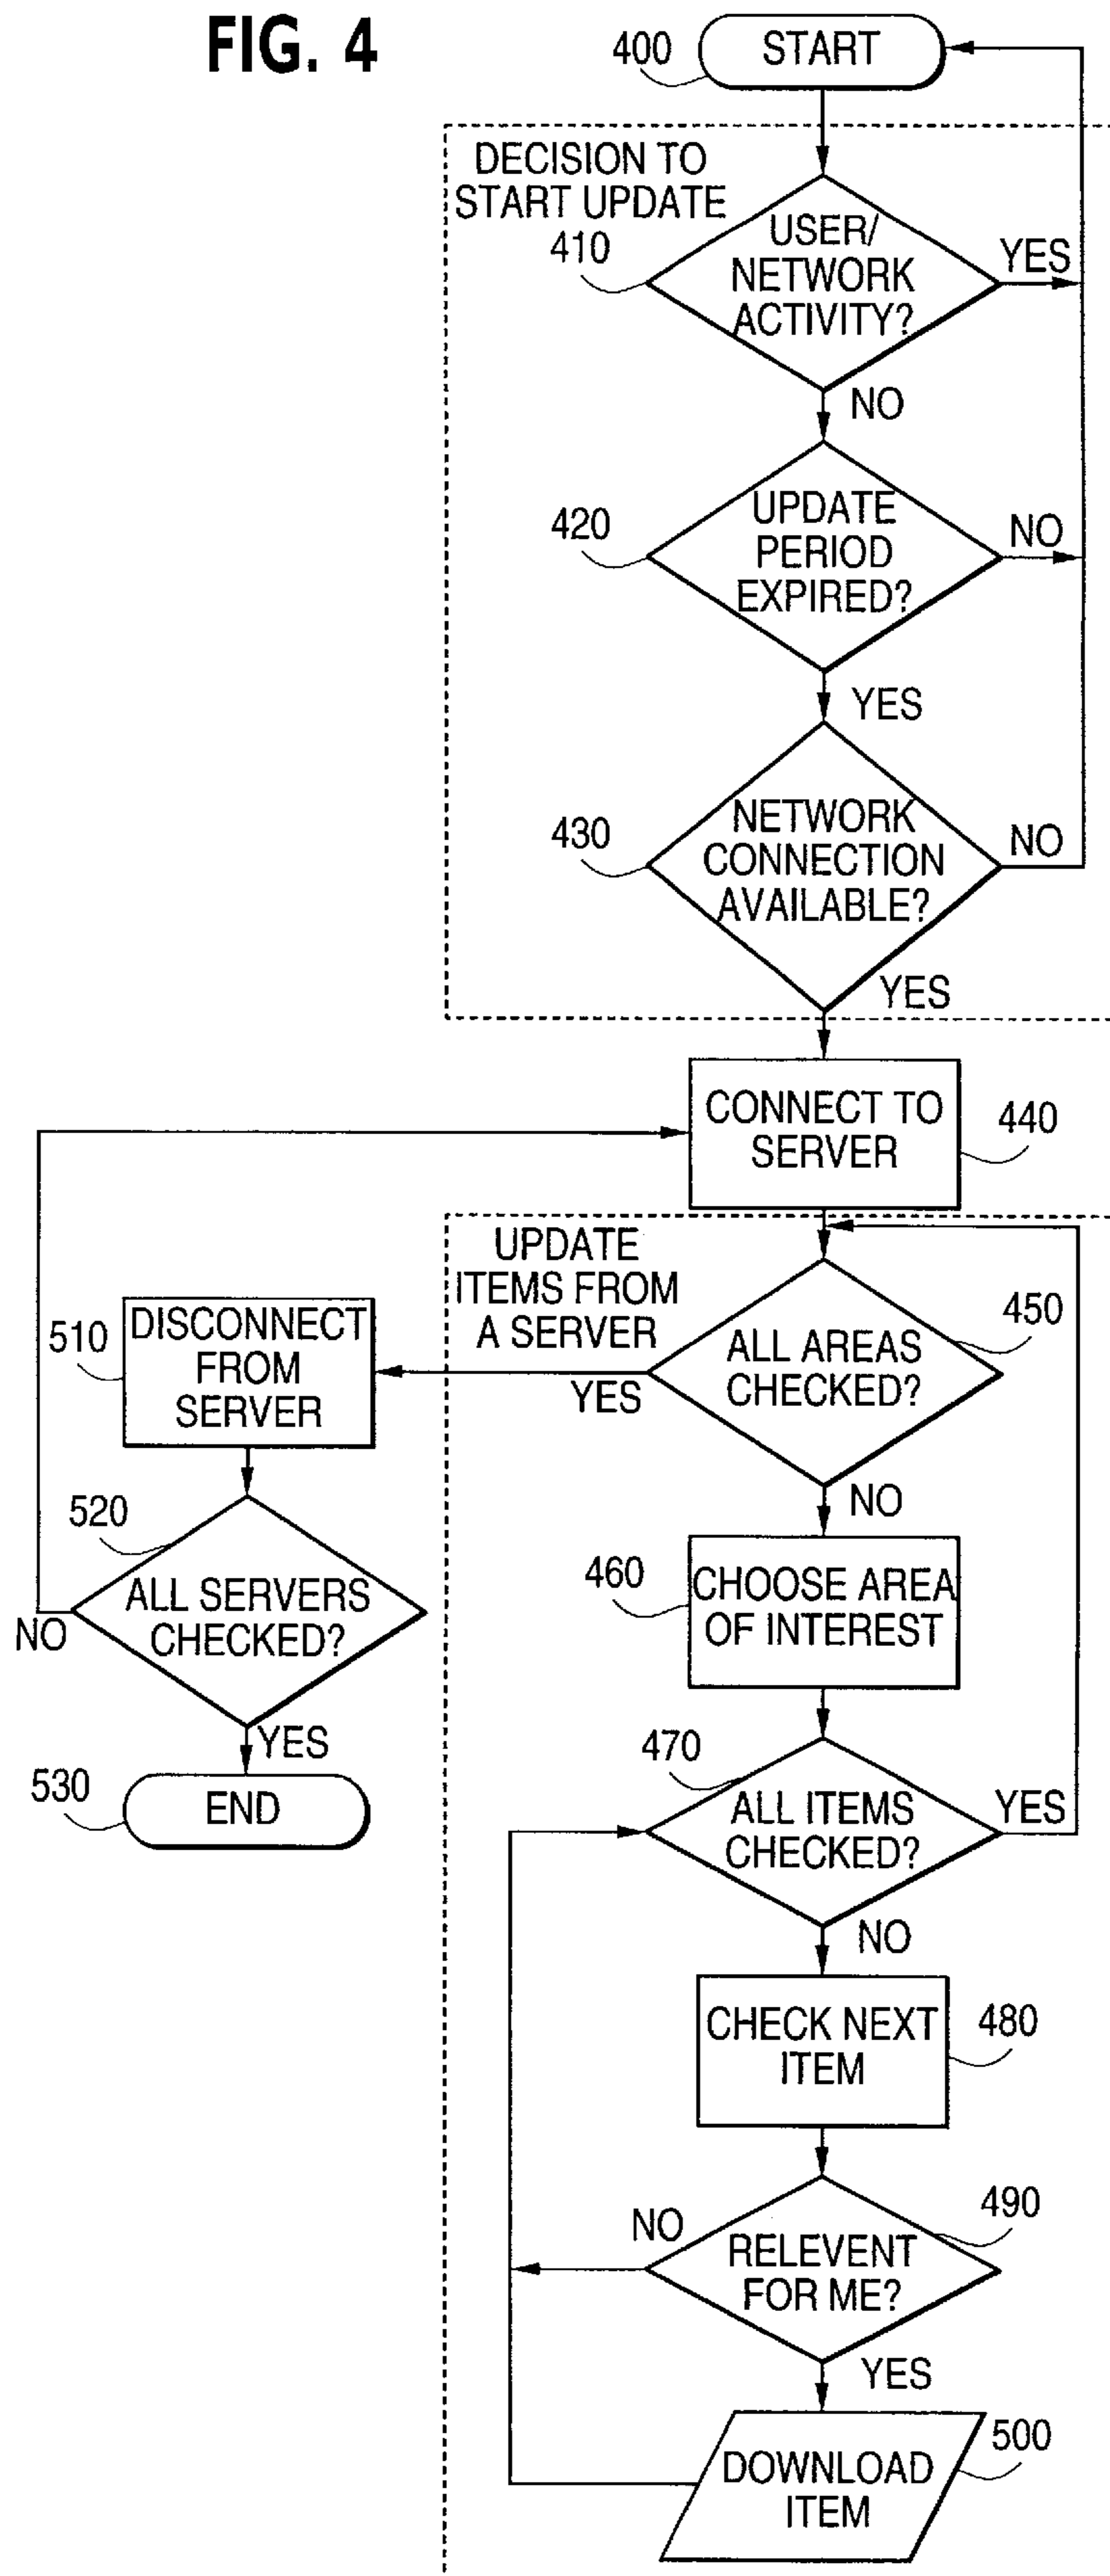 FIG. 4
400
START
DECISION TO
START UPDATE
410
USER/
NETWORK
ACTIVITY?
YES
NO
420
UPDATE
PERIOD
EXPIRED?
NO
YES
430
NETWORK
CONNECTION
AVAILABLE?
NO
YES
CONNECT TO
SERVER
440
UPDATE
ITEMS FROM
A SERVER
450
ALL AREAS
CHECKED?
YES
NO
510
DISCONNECT
FROM
SERVER
520
ALL SERVERS
CHECKED?
NO
YES
530
END
460
CHOOSE AREA
OF INTEREST
470
ALL ITEMS
CHECKED?
YES
NO
CHECK NEXT
ITEM
480
490
RELEVENT
FOR ME?
NO
YES
500
DOWNLOAD
ITEM